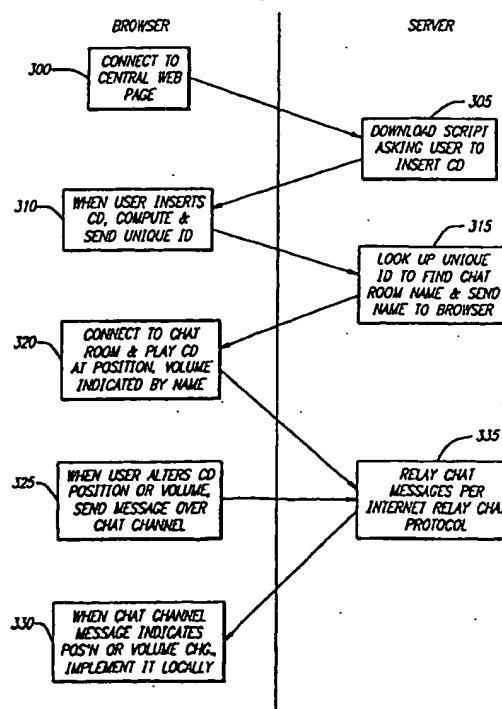 BROWSER
SERVER
300
CONNECT TO
CENTRAL WEB
PAGE
305
DOWNLOAD SCRIPT
ASKING USER TO
INSERT CD
310
WHEN USER INSERTS
CD, COMPUTE &
SEND UNIQUE ID
315
LOOK UP UNIQUE
ID TO FIND CHAT
ROOM NAME & SEND
NAME TO BROWSER
320
CONNECT TO CHAT
ROOM & PLAY CD
AT POSITION, VOLUME
INDICATED BY NAME
325
WHEN USER ALTERS CD
POSITION OR VOLUME,
SEND MESSAGE OVER
CHAT CHANNEL
335
RELAY CHAT
MESSAGES PER
INTERNET RELAY CHA
PROTOCOL
330
WHEN CHAT CHANNEL
MESSAGE INDICATES
POS'N OR VOLUME CHG.,
IMPLEMENT IT LOCALLY